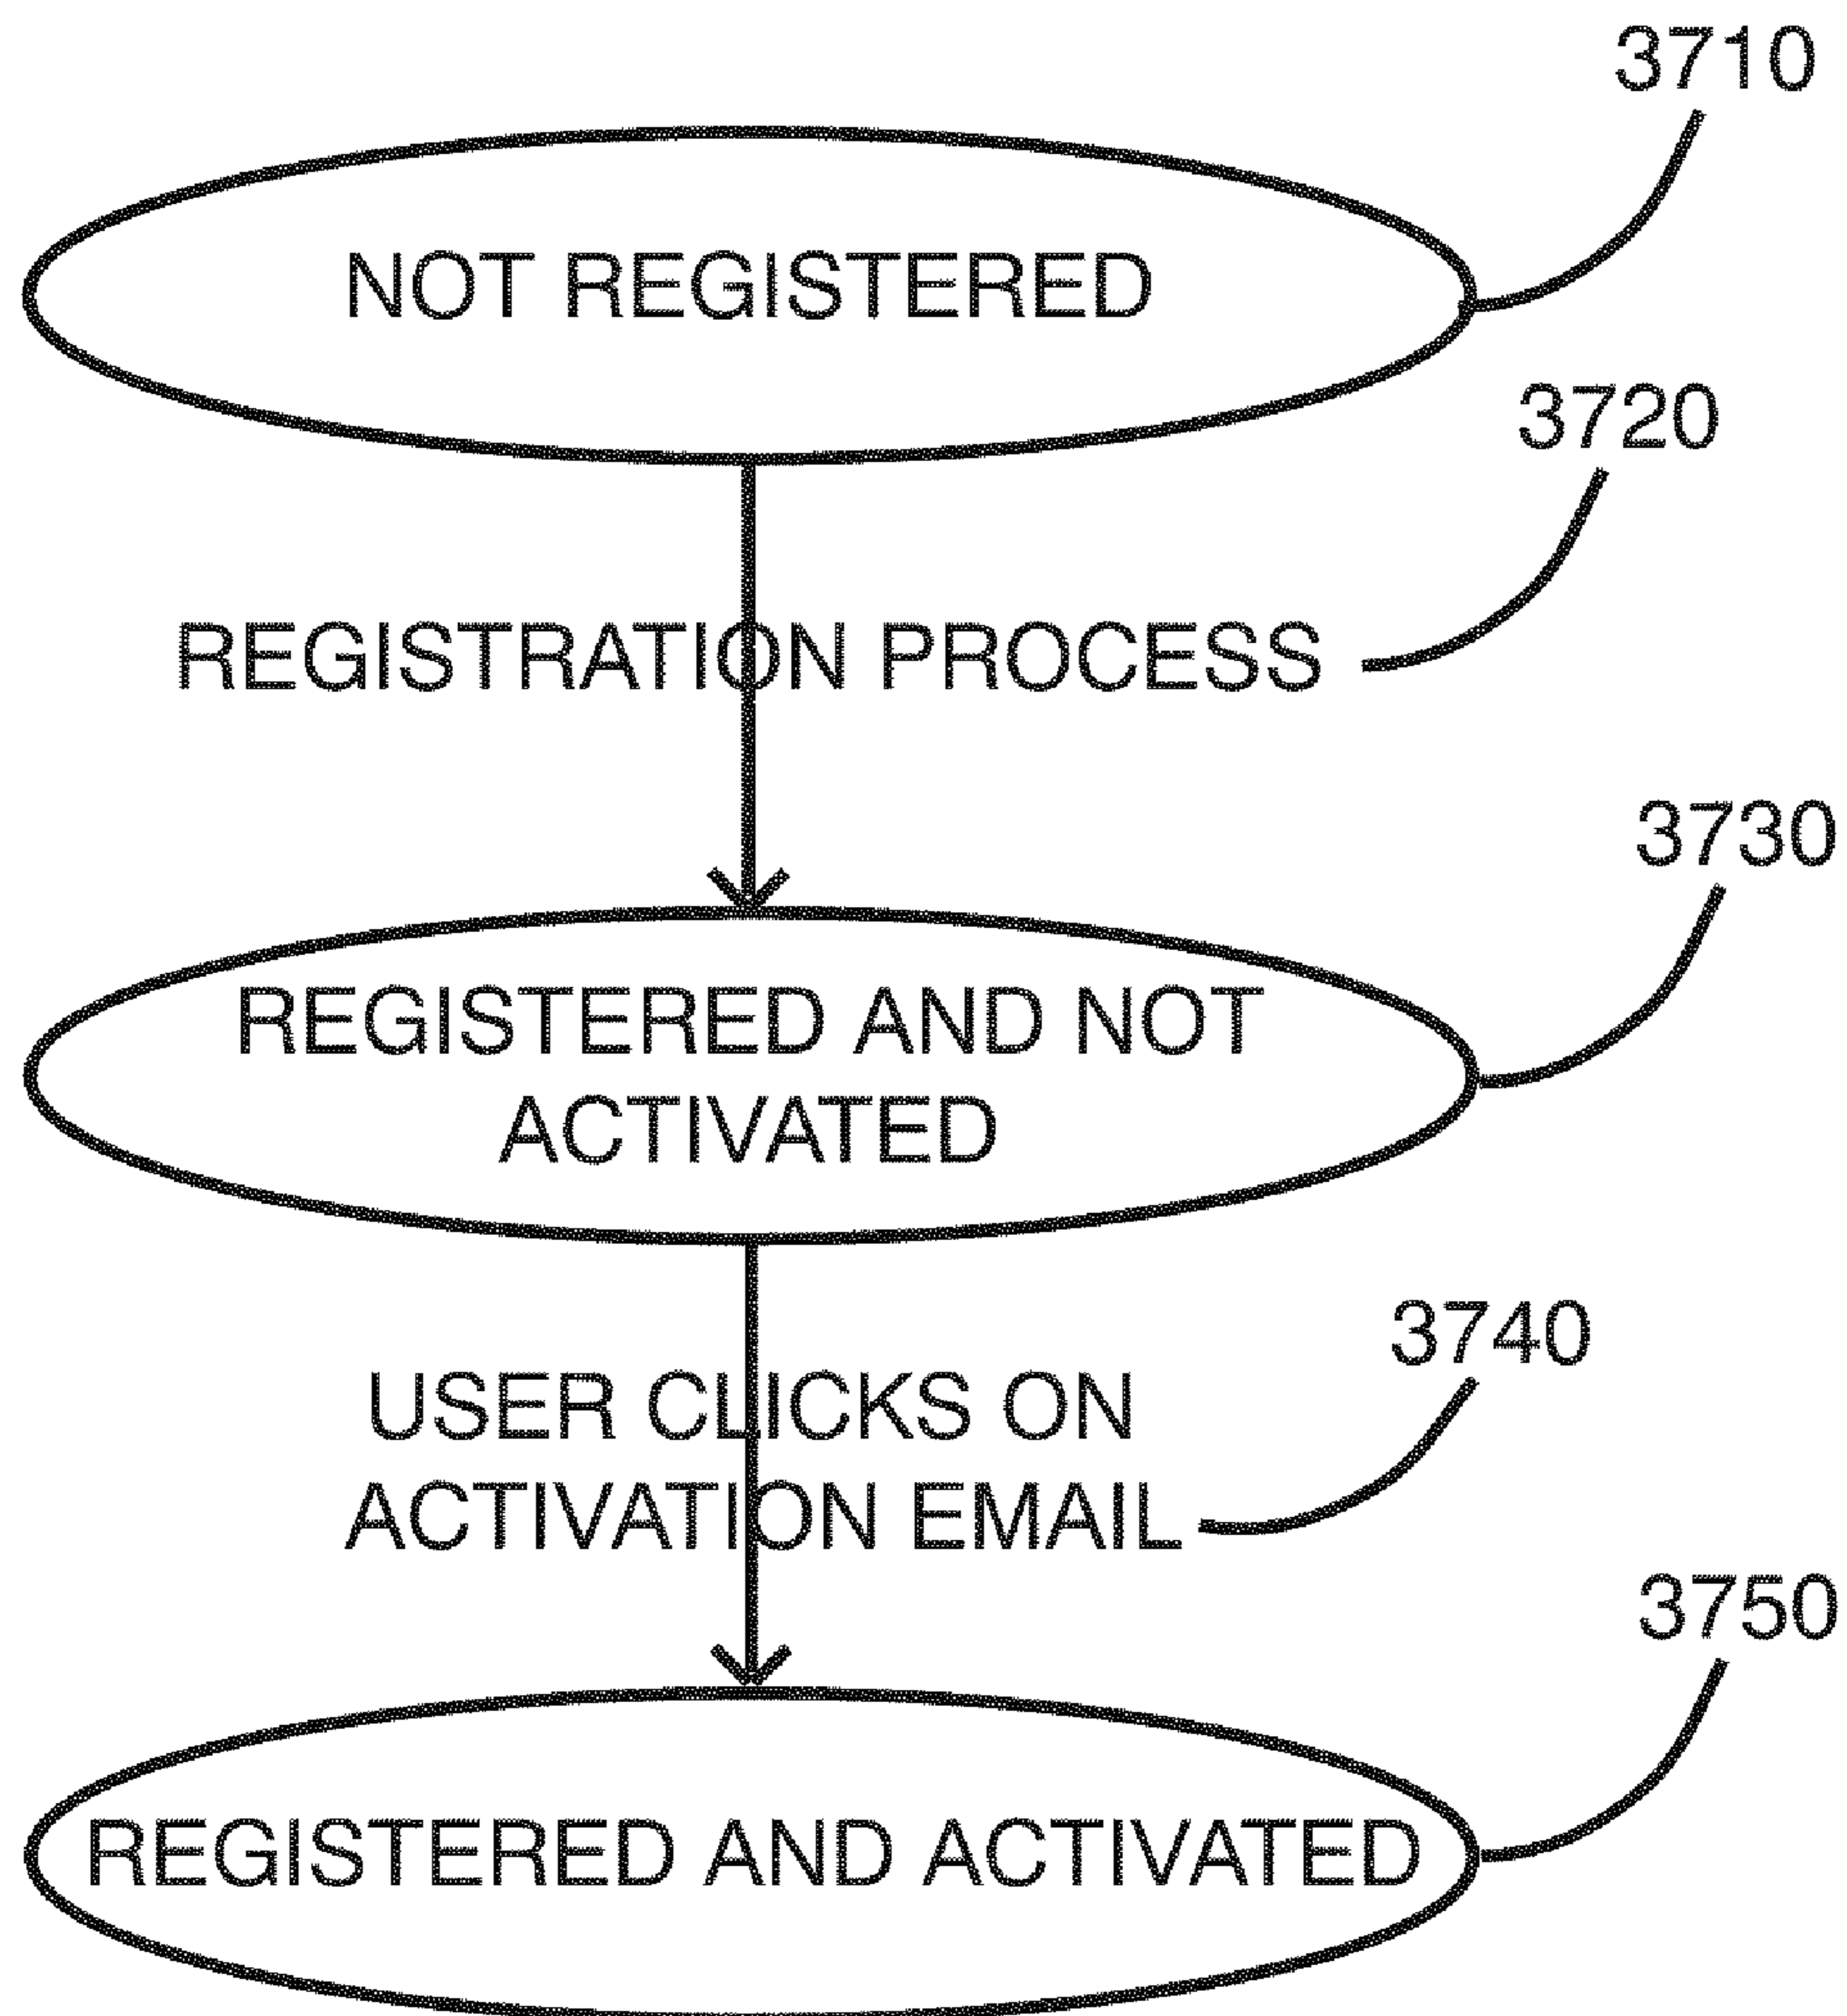 3710
NOT REGISTERED
3720
REGISTRATION PROCESS
3730
REGISTERED AND NOT
ACTIVATED
3740
USER CLICKS ON
ACTIVATION EMAIL
3750
REGISTERED AND ACTIVATED